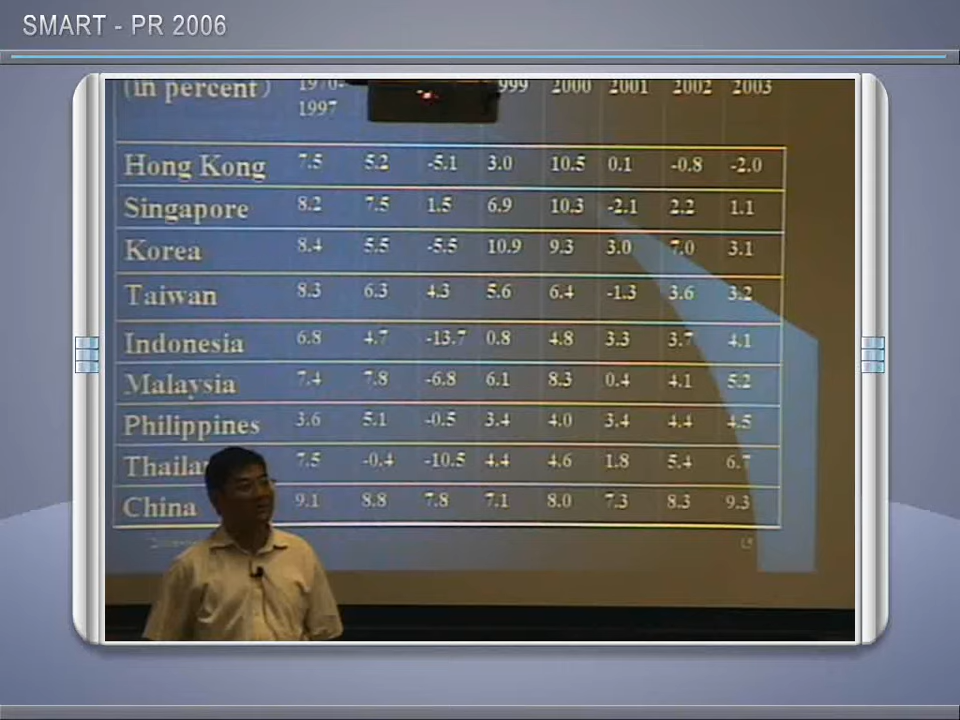 SMART - PR 2006
(in percent) 1970- 2000 2001 2002 2003
1997
Hong Kong 7.5 5.2 -5.1 3.0 10.5 0.1 -0.8 -2.0
Singapore 8.2 7.5 1.5 6.9 10.3 -2.1 2.2 1.1
Korea 8.4 5.5 -5.5 10.9 9.3 3.0 7.0 3.1
Taiwan 8.3 6.3 4.3 5.6 6.4 -1.3 3.6 3.2
Indonesia 6.8 4.7 -13.7 0.8 4.8 3.3 3.7 4.1
Malaysia 7.4 7.8 -6.8 6.1 8.3 0.4 4.1 5.2
Philippines 3.6 5.1 -0.5 3.4 4.0 3.4 4.4 4.5
7.5 -0.4 -10.5 4.4 4.6 1.8 5.4 6.7
China 9.1 8.8 7.8 7.1 8.0 7.3 8.3 9.3
15